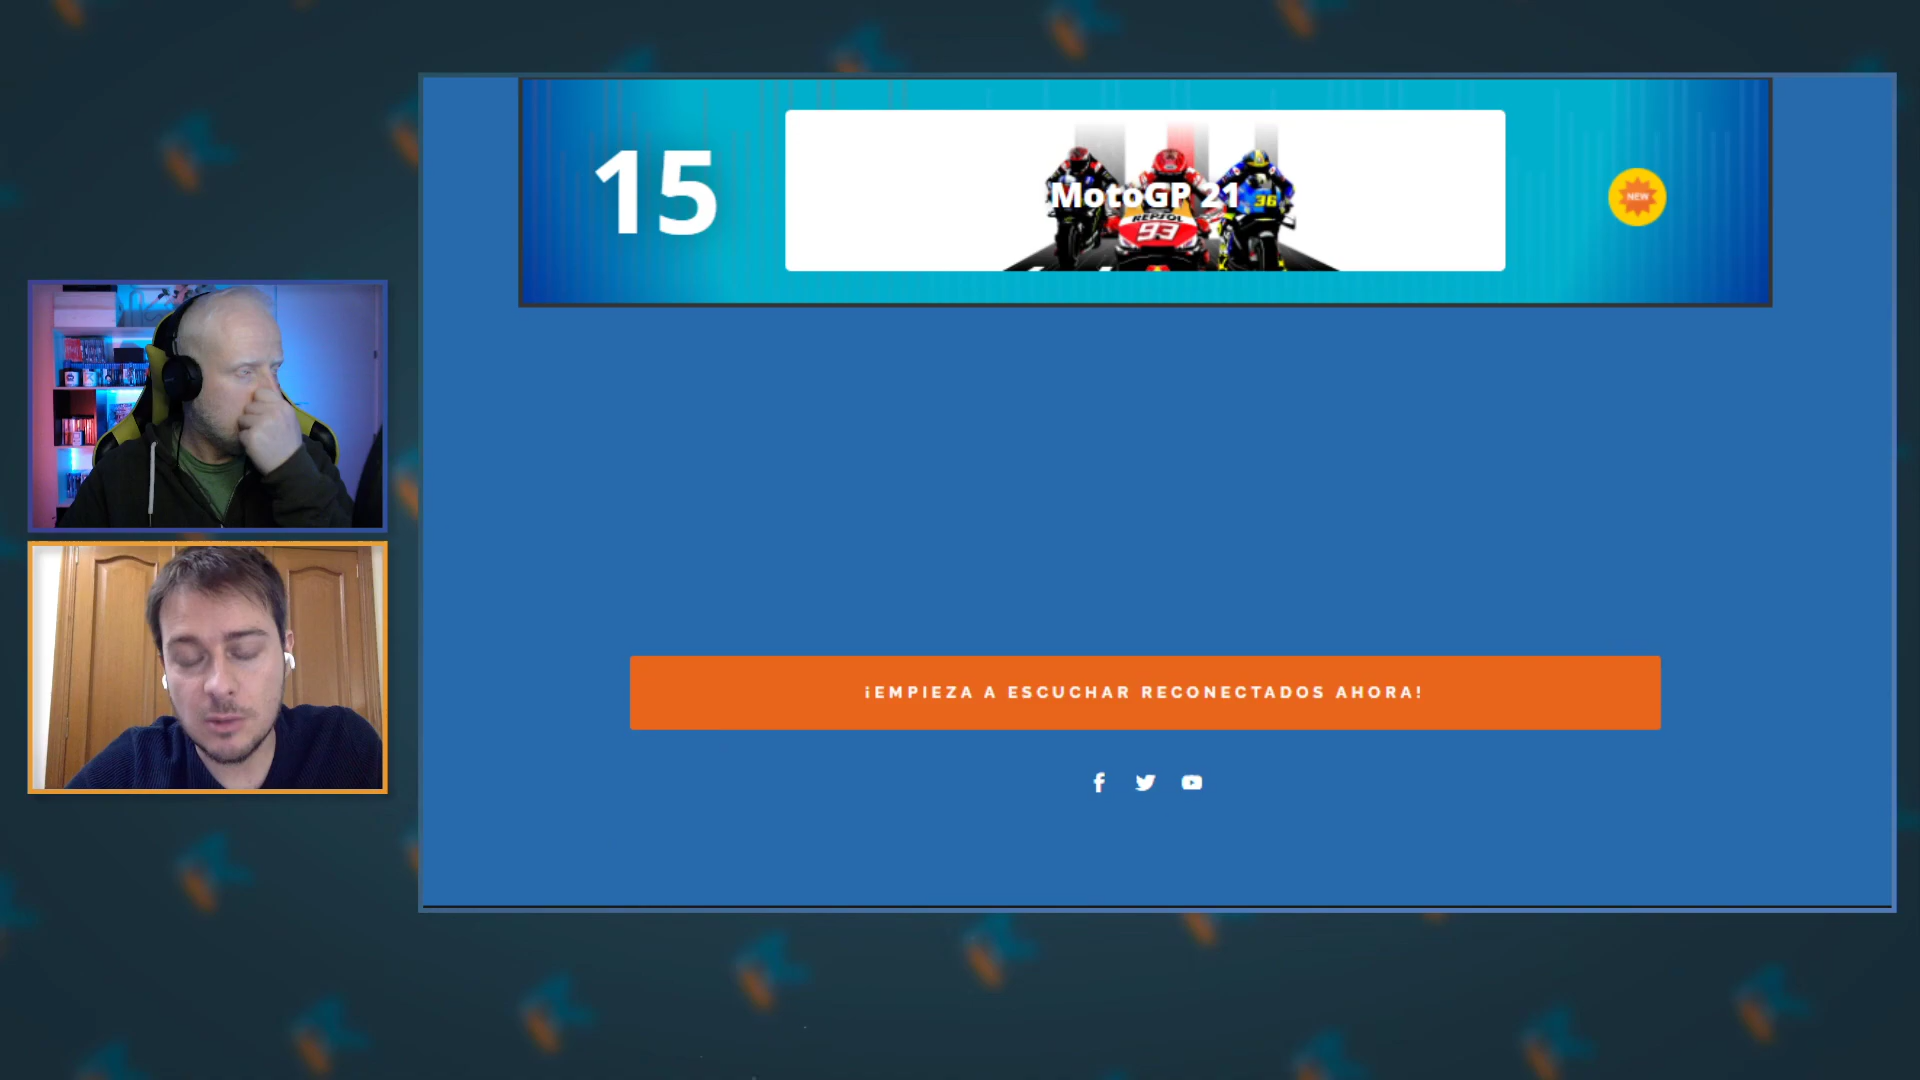 15
MotoGP 21
36
REPSOL
93
NEW
¡EMPIEZA A ESCUCHAR RECONECTADOS AHORA!